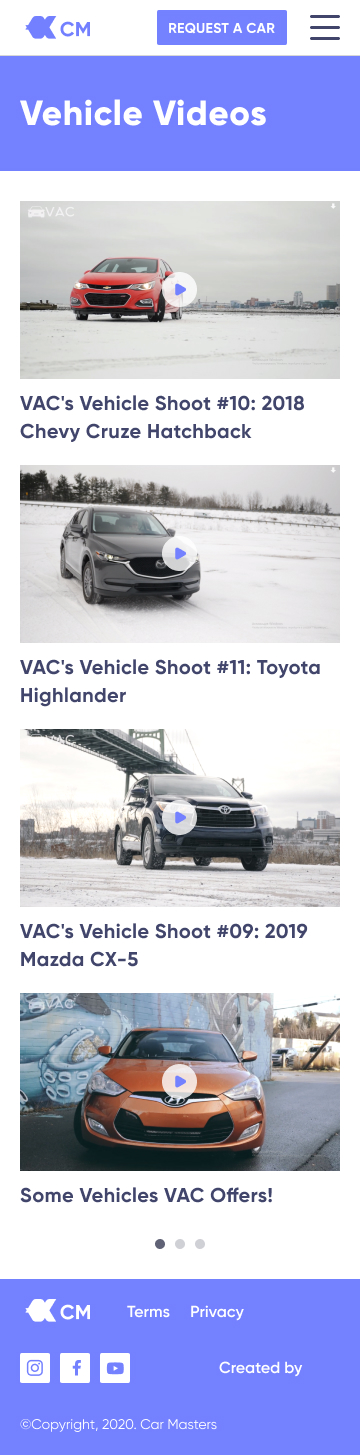 CM
REQUEST A CAR
Vehicle Videos
VAC
VAC's Vehicle Shoot #10: 2018
Chevy Cruze Hatchback
VAC's Vehicle Shoot #11: Toyota
Highlander
VAC
VAC's Vehicle Shoot #09: 2019
Mazda CX-5
VAC
Some Vehicles VAC Offers!
CM
Terms
Privacy
Created by
©Copyright, 2020. Car Masters